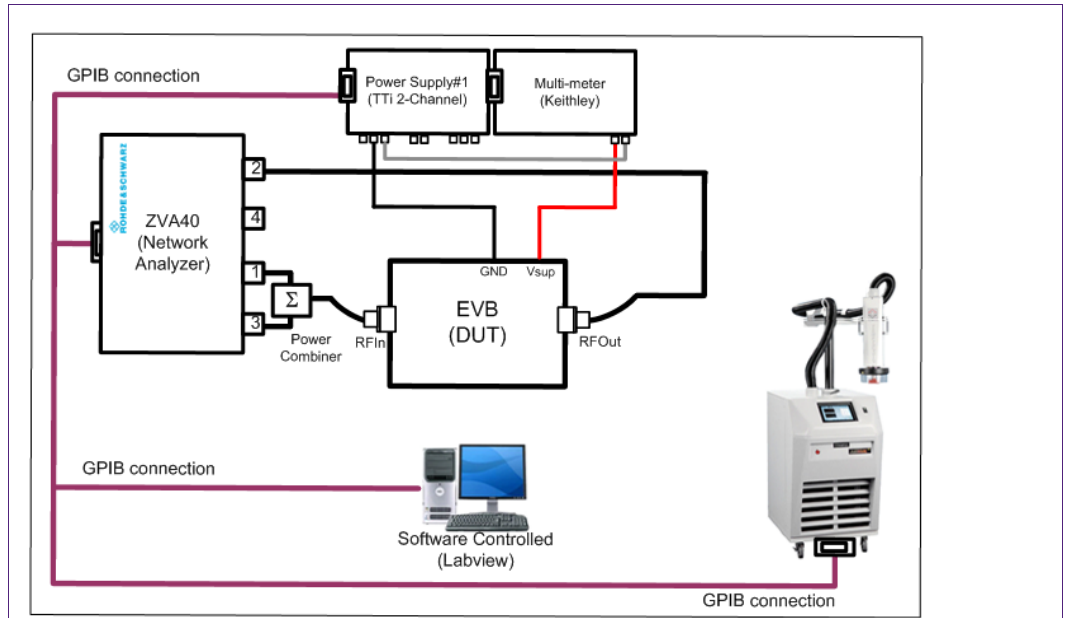 GPIB connection
Power Supply#1
(TTi 2-Channel)
Multi-meter
(Keithley)
ROHDE&SCHWARZ
2
4
1
3
ZVA40
(Network
Analyzer)
Σ
Power
Combiner
RFIn
GND
Vsup
EVB
(DUT)
RFOut
GPIB connection
Software Controlled
(Labview)
GPIB connection